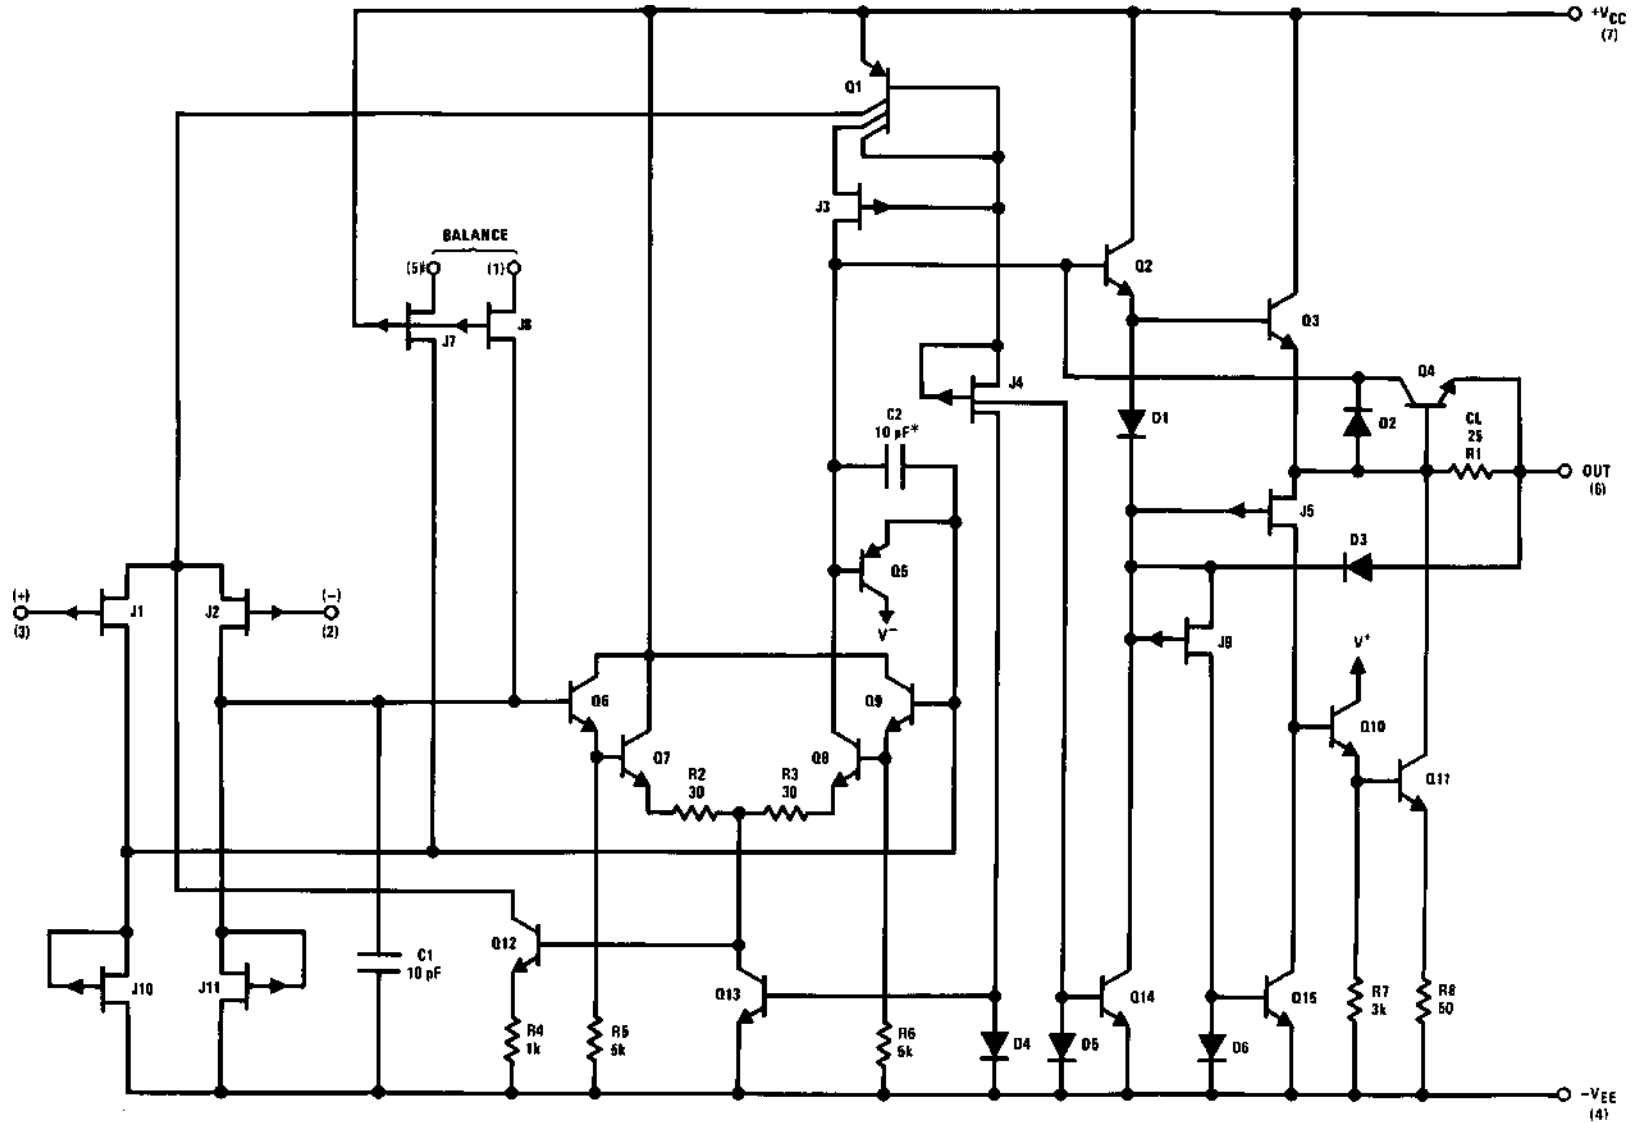 +VCC
(7)
Q1
J3
BALANCE
(5)
(1)
J7
J8
Q2
Q3
J4
Q4
C2
10 pF*
D1
D2
CL
25
R1
OUT
(6)
J5
D3
Q5
V−
(+)
(3)
J1
J2
(−)
(2)
J9
V+
Q6
Q9
Q10
Q7
Q8
R2
30
R3
30
Q11
Q12
C1
10 pF
J10
J11
Q13
Q14
Q15
R4
1k
R5
5k
R6
5k
D4
D5
D6
R7
3k
R8
50
−VEE
(4)